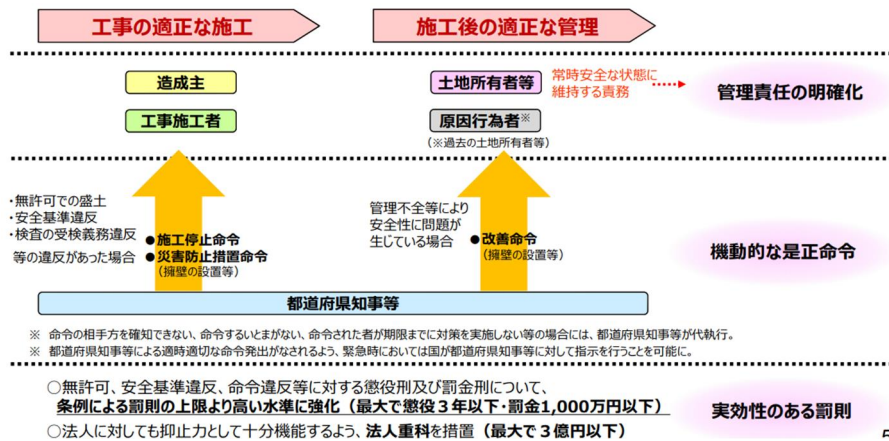 工事の適正な施工
施工後の適正な管理
造成主
工事施工者
土地所有者等
原因行為者※
(※過去の土地所有者等)
常時安全な状態に
維持する責務
管理責任の明確化
・無許可での盛土
・安全基準違反
・検査の受検義務違反
等の違反があった場合
●施工停止命令
●災害防止措置命令
(擁壁の設置等)
管理不全等により
安全性に問題が
生じている場合
●改善命令
(擁壁の設置等)
機動的な是正命令
都道府県知事等
※ 命令の相手方を確知できない、命令するいとまがない、命令された者が期限までに対策を実施しない等の場合には、都道府県知事等が代執行。
※ 都道府県知事等による適時適切な命令発出がなされるよう、緊急時においては国が都道府県知事等に対して指示を行うことを可能に。
○無許可、安全基準違反、命令違反等に対する懲役刑及び罰金刑について、
条例による罰則の上限より高い水準に強化(最大で懲役３年以下・罰金1,000万円以下)
○法人に対しても抑止力として十分機能するよう、法人重科を措置(最大で３億円以下)
実効性のある罰則
5